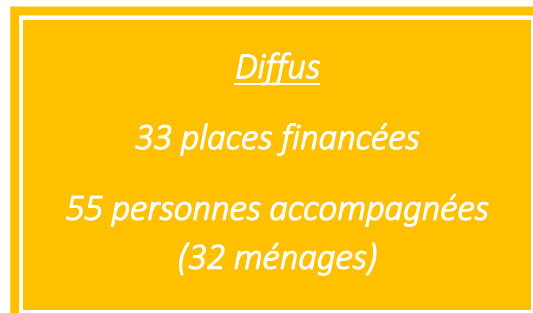 Diffus
33 places financées
55 personnes accompagnées
(32 ménages)